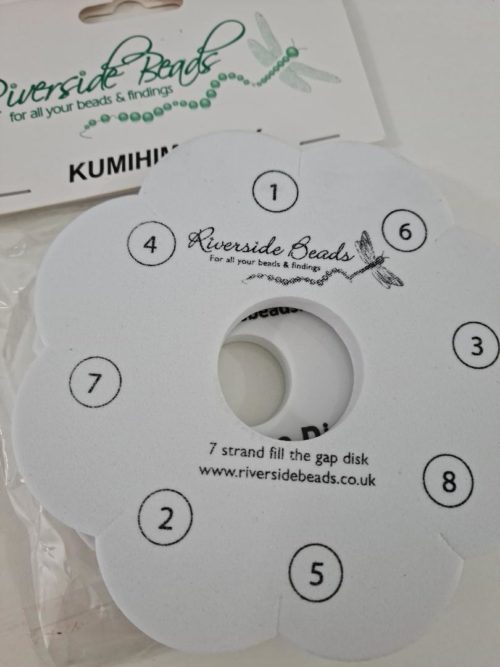 Riverside Beads
for all your beads & findings
1
6
4
Riverside Beads
For all your beads & findings
3
7
7 strand fill the gap disk
www.riversidebeads.co.uk
8
2
5